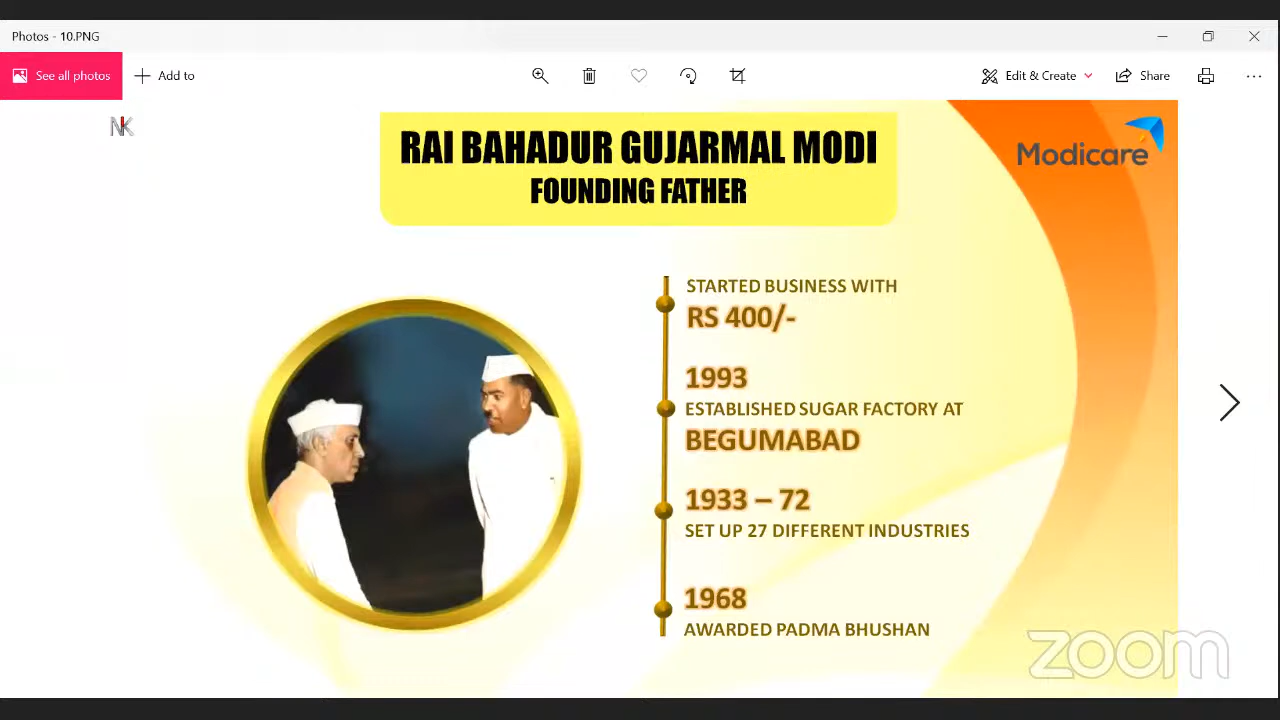 Photos - 10.PNG
See all photos
Add to
Edit & Create
Share
NK
RAI BAHADUR GUJARMAL MODI
FOUNDING FATHER
Modicare
STARTED BUSINESS WITH
RS 400/-
1993
ESTABLISHED SUGAR FACTORY AT
BEGUMABAD
1933 – 72
SET UP 27 DIFFERENT INDUSTRIES
1968
AWARDED PADMA BHUSHAN
zoom